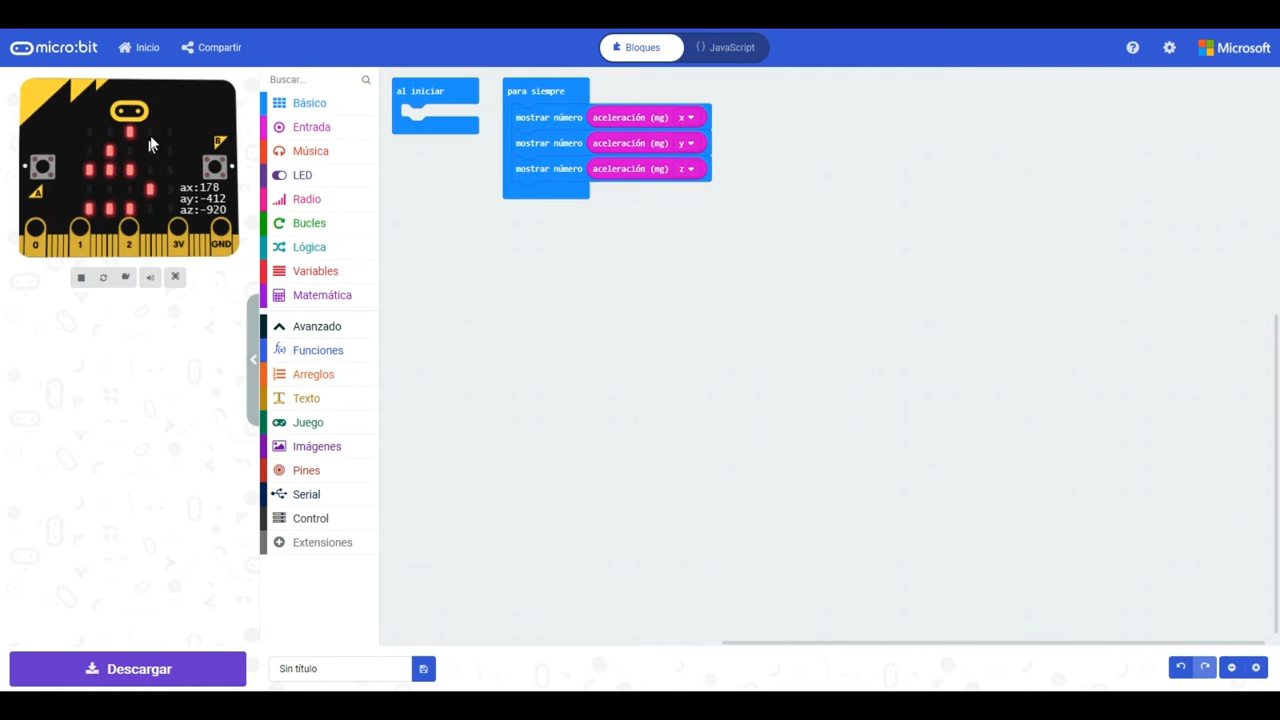 micro:bit
Inicio
Compartir
Bloques
{ } JavaScript
Microsoft
A
B
ax:178
ay:-412
az:-920
0 1 2 3V GND
Buscar...
Básico
Entrada
Música
LED
Radio
Bucles
Lógica
Variables
Matemática
Avanzado
Funciones
Arreglos
Texto
Juego
Imágenes
Pines
Serial
Control
Extensiones
al iniciar
para siempre
mostrar número aceleración (mg) x
mostrar número aceleración (mg) y
mostrar número aceleración (mg) z
Descargar
Sin título